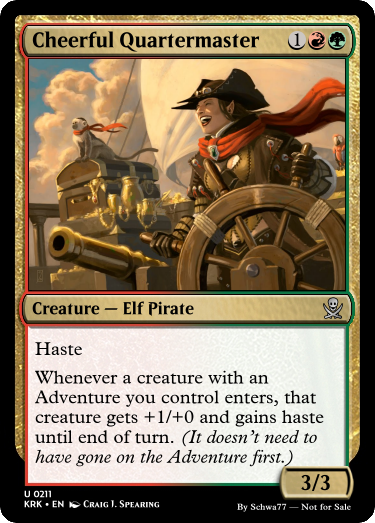 Cheerful Quartermaster 1
Creature — Elf Pirate
Haste
Whenever a creature with an
Adventure you control enters, that
creature gets +1/+0 and gains haste
until end of turn. (It doesn't need to
have gone on the Adventure first.)
3/3
U 0211
KRK • EN Craig J. Spearing
By Schwa77 — Not for Sale